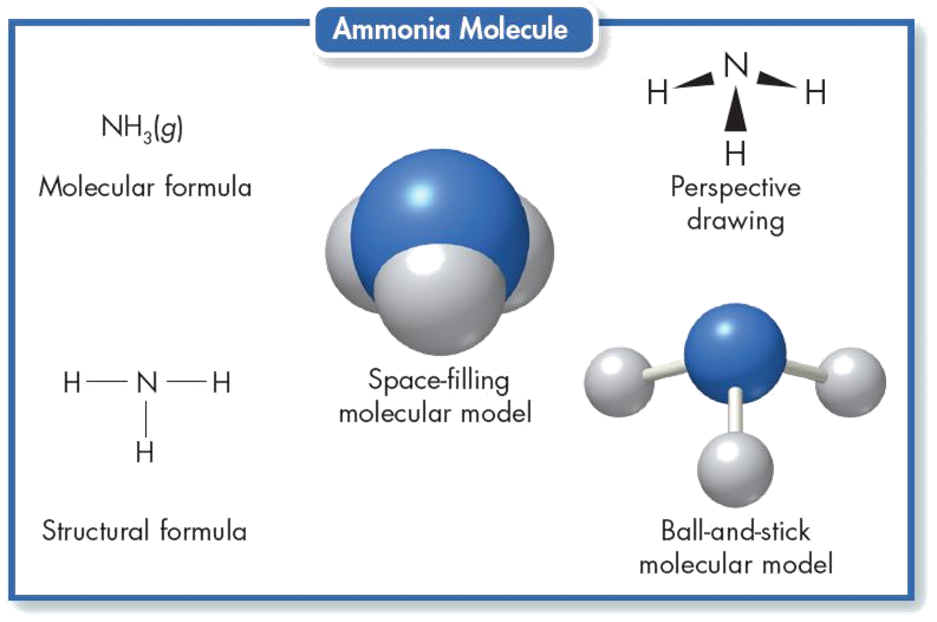 Ammonia Molecule
NH₃(g)
Molecular formula
H—N—H
H
Structural formula
Space-filling
molecular model
H N H
H
Perspective
drawing
Ball-and-stick
molecular model